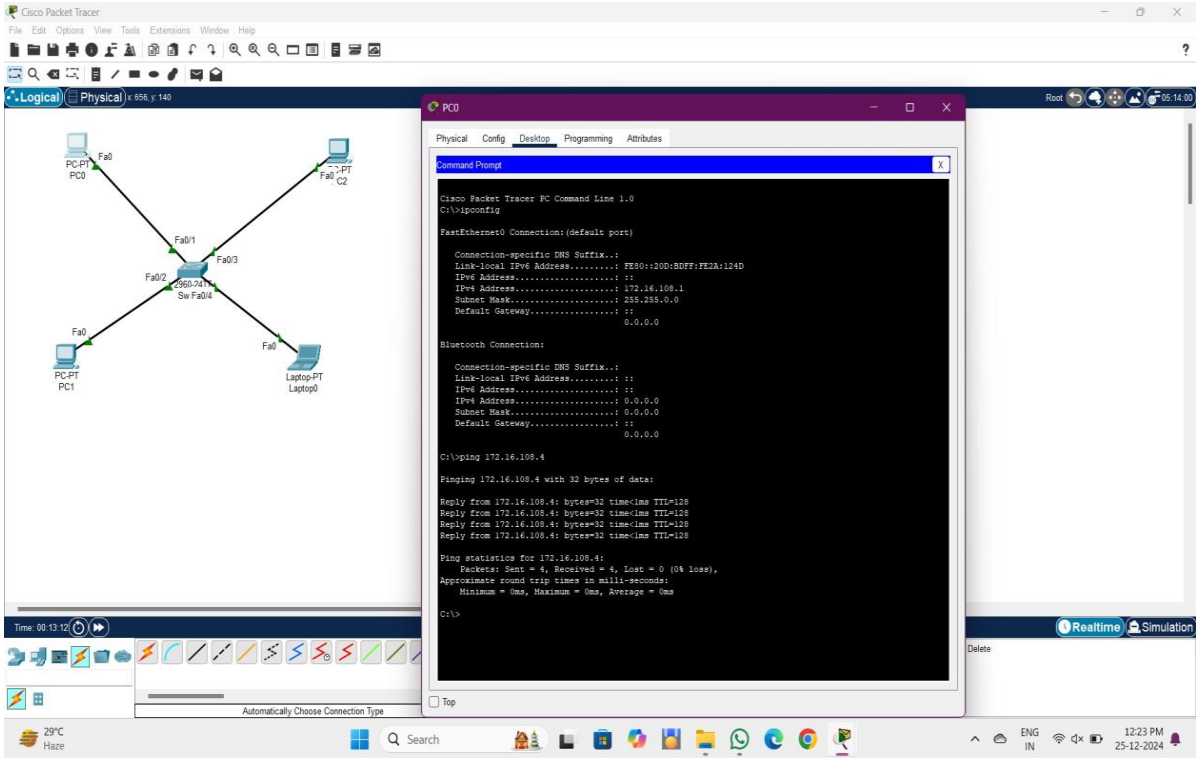 Cisco Packet Tracer
File Edit Options View Tools Extensions Window Help
?
Logical Physical x: 656, y: 140
Root 05:14:00
PC0
Physical Config Desktop Programming Attributes
Command Prompt
X
Cisco Packet Tracer PC Command Line 1.0
C:\>ipconfig
FastEthernet0 Connection:(default port)
Connection-specific DNS Suffix..:
Link-local IPv6 Address.........: FE80::20D:BDFF:FE2A:124D
IPv6 Address....................: ::
IPv4 Address....................: 172.16.108.1
Subnet Mask.....................: 255.255.0.0
Default Gateway.................: ::
0.0.0.0
Bluetooth Connection:
Connection-specific DNS Suffix..:
Link-local IPv6 Address.........: ::
IPv6 Address....................: ::
IPv4 Address....................: 0.0.0.0
Subnet Mask.....................: 0.0.0.0
Default Gateway.................: ::
0.0.0.0
C:\>ping 172.16.108.4
Pinging 172.16.108.4 with 32 bytes of data:
Reply from 172.16.108.4: bytes=32 time<1ms TTL=128
Reply from 172.16.108.4: bytes=32 time<1ms TTL=128
Reply from 172.16.108.4: bytes=32 time<1ms TTL=128
Reply from 172.16.108.4: bytes=32 time<1ms TTL=128
Ping statistics for 172.16.108.4:
Packets: Sent = 4, Received = 4, Lost = 0 (0% loss),
Approximate round trip times in milli-seconds:
Minimum = 0ms, Maximum = 0ms, Average = 0ms
C:\>
Top
Fa0
PC-PT
PC0
Fa0 -PT
C2
Fa0/1
Fa0/3
Fa0/2
Sw Fa0/4
Fa0
PC-PT
PC1
Fa0
Laptop-PT
Laptop0
Time: 00:13:12
Realtime Simulation
Delete
Automatically Choose Connection Type
29°C
Haze
Search
ENG
IN
12:23 PM
25-12-2024